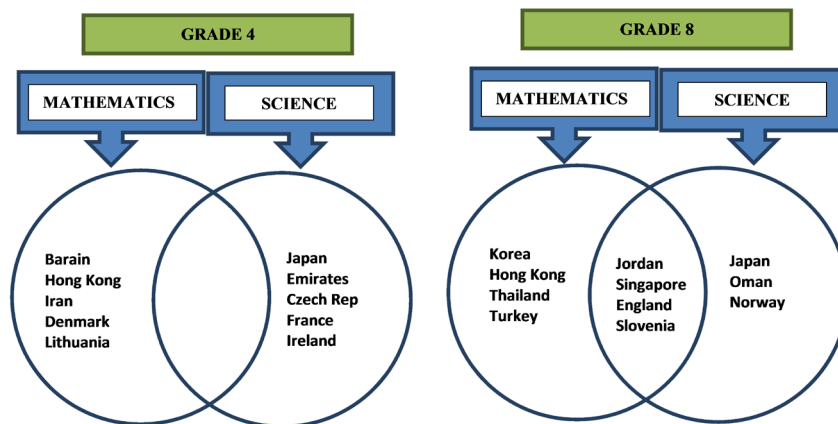 GRADE 4
MATHEMATICS
SCIENCE
Barain
Hong Kong
Iran
Denmark
Lithuania
Japan
Emirates
Czech Rep
France
Ireland
GRADE 8
MATHEMATICS
SCIENCE
Korea
Hong Kong
Thailand
Turkey
Jordan
Singapore
England
Slovenia
Japan
Oman
Norway